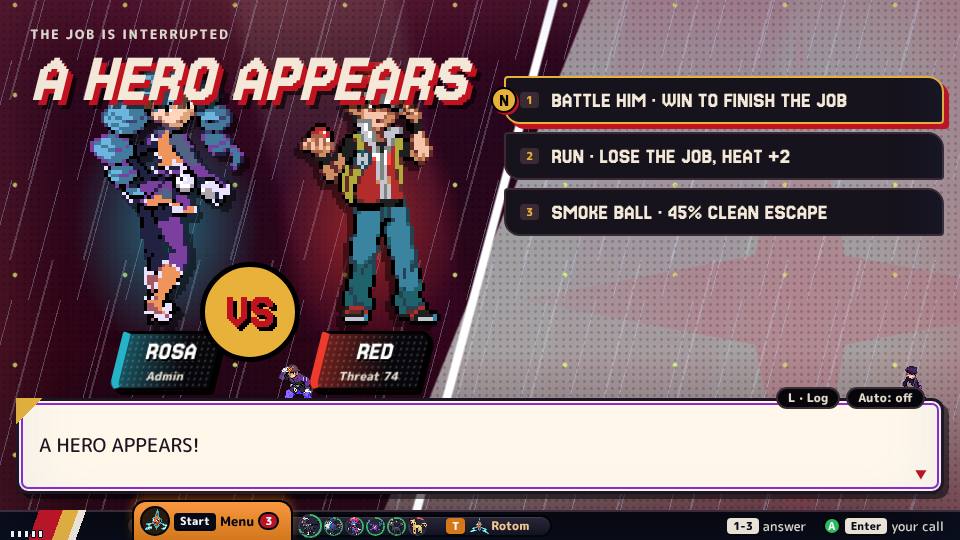 THE JOB IS INTERRUPTED
A HERO APPEARS
N 1 BATTLE HIM · WIN TO FINISH THE JOB
2 RUN · LOSE THE JOB, HEAT +2
3 SMOKE BALL · 45% CLEAN ESCAPE
VS
ROSA
Admin
RED
Threat 74
L · Log
Auto: off
A HERO APPEARS!
Start Menu 3
T Rotom
1-3 answer
A Enter your call